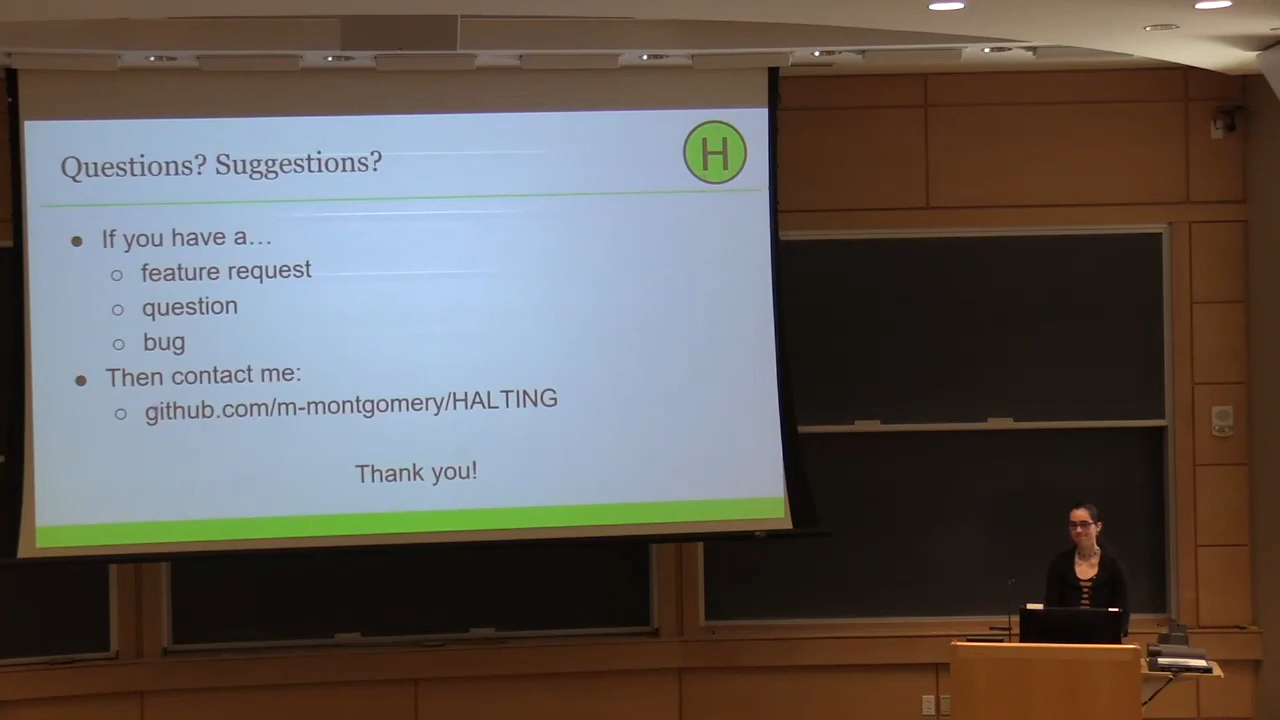 Questions? Suggestions?
H
If you have a…
feature request
question
bug
Then contact me:
github.com/m-montgomery/HALTING
Thank you!